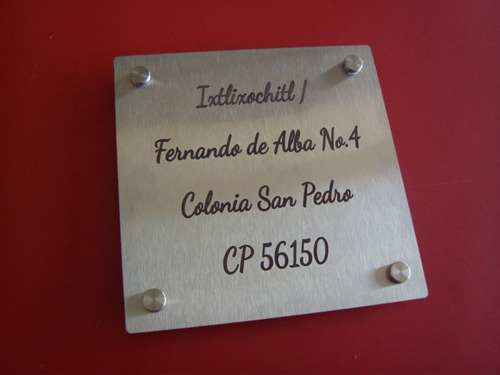 Ixtlixochitl /
Fernando de Alba No.4
Colonia San Pedro
CP 56150